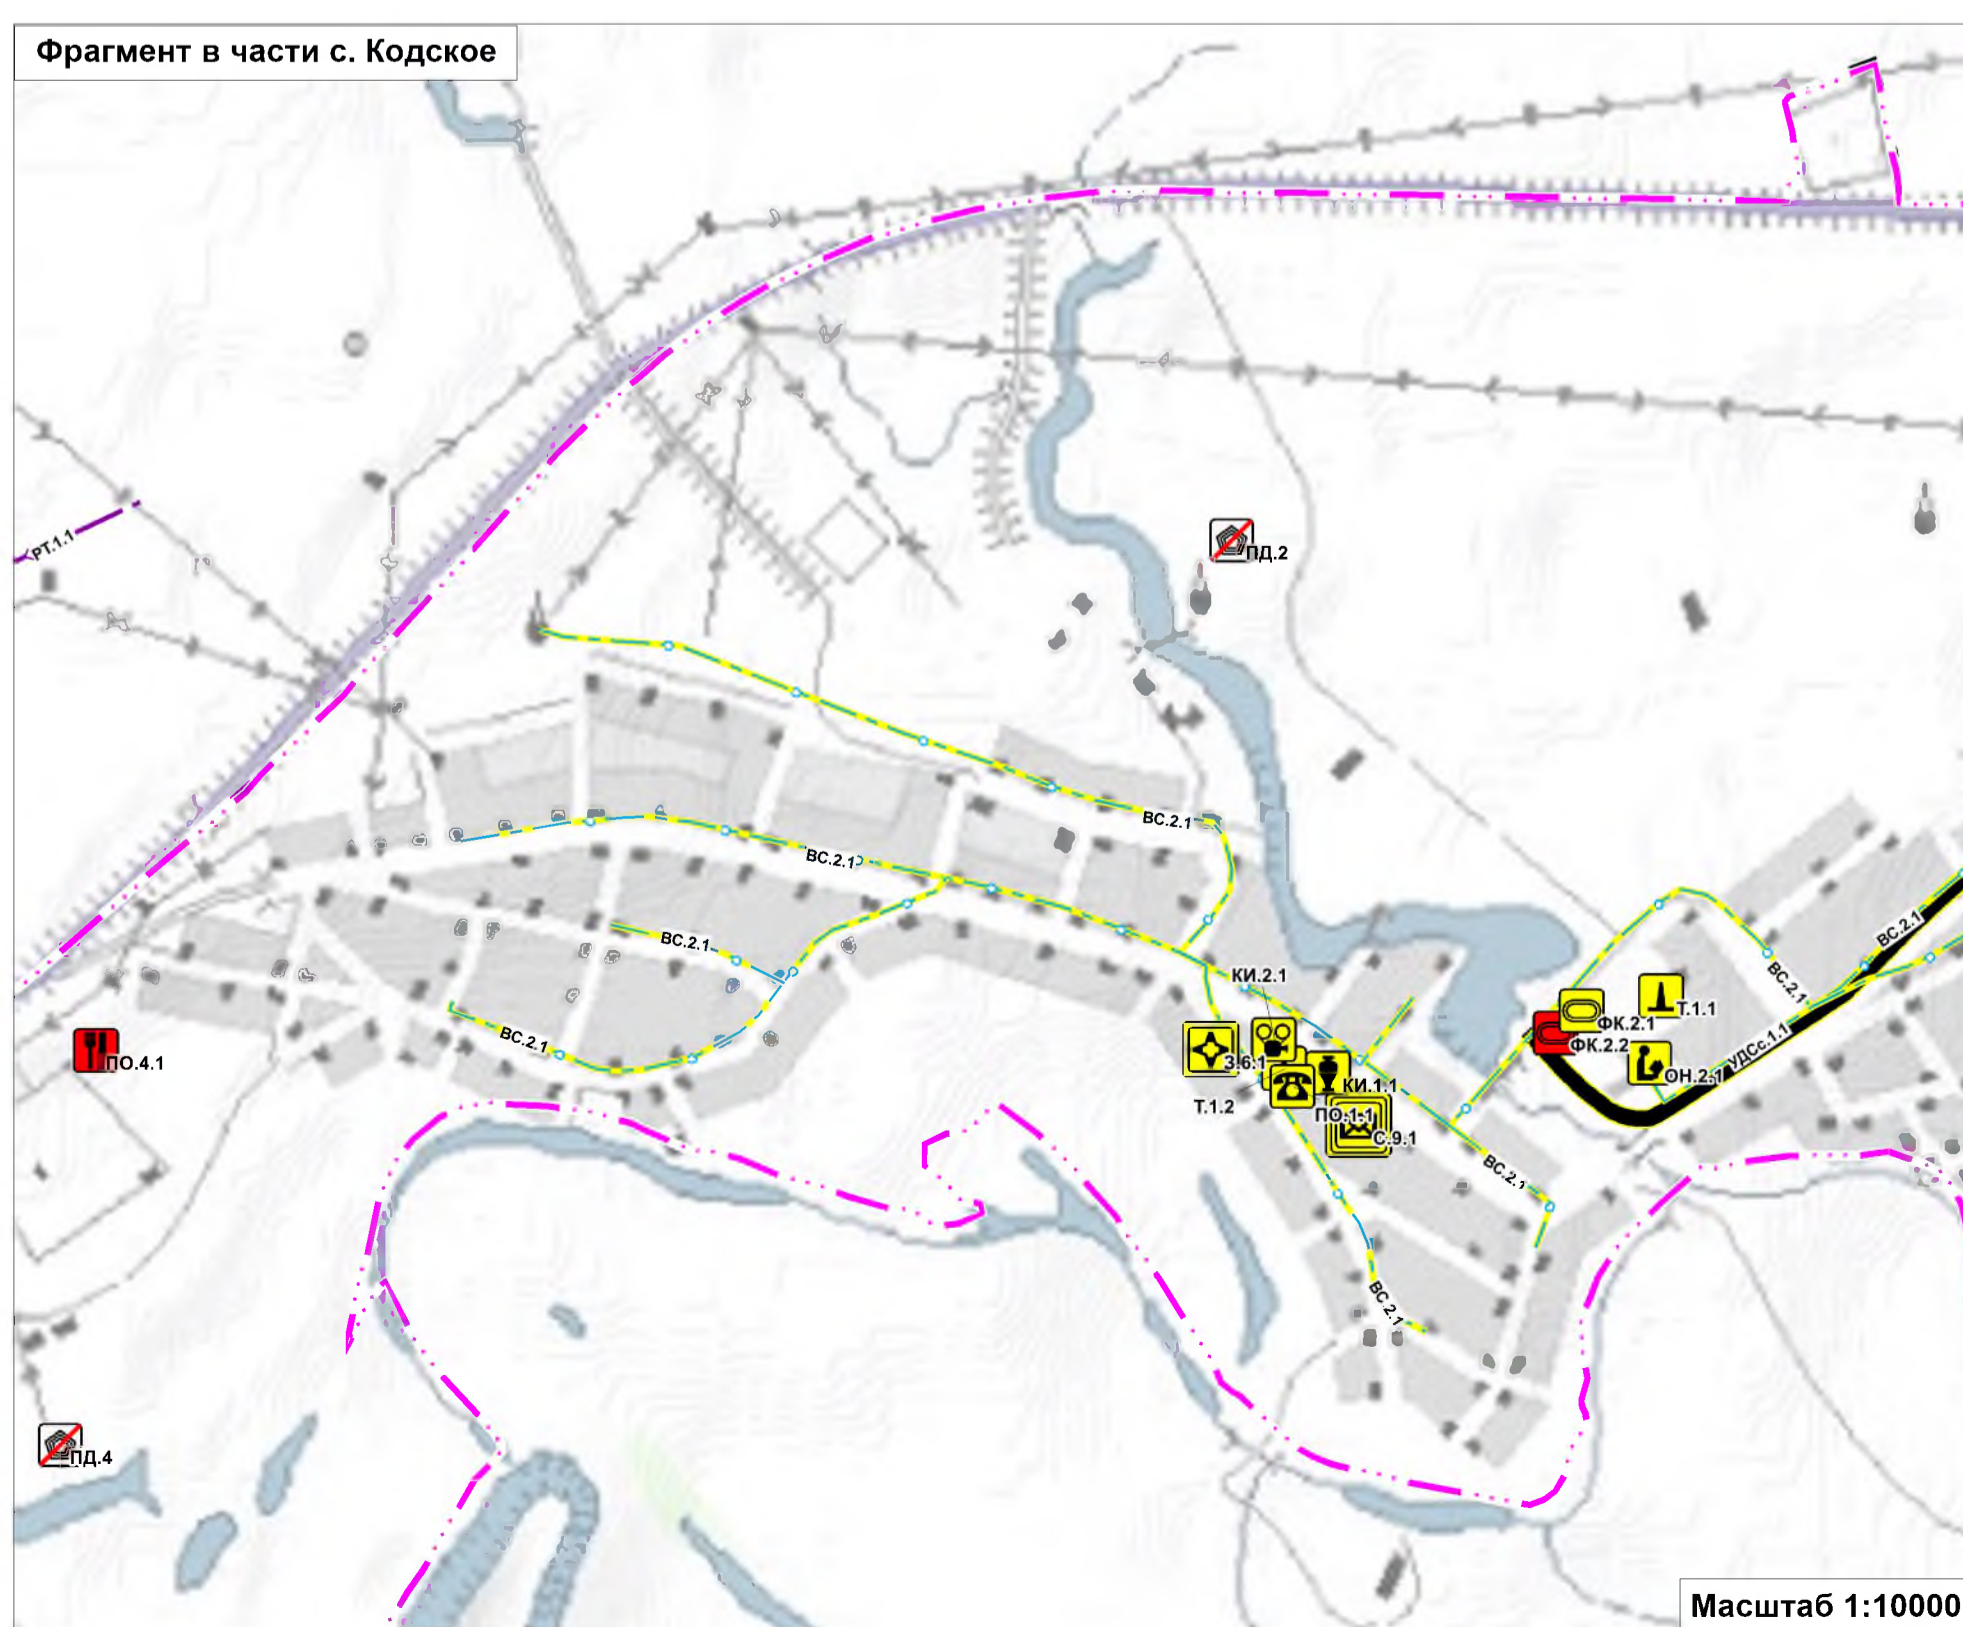 Фрагмент в части с. Кодское
РТ.1.1
ПД.2
ВС.2.1
ВС.2.1
ВС.2.1
ВС.2.1
КИ.2.1
ВС.2.1
ВС.2.1
Т.1.1
ФК.2.1
ФК.2.2
УДСс.1.1
ОН.2.1
ПО.4.1
З.6.1
КИ.1.1
Т.1.2
ПО.1.1
С.9.1
ВС.2.1
ВС.2.1
ПД.4
Масштаб 1:10000